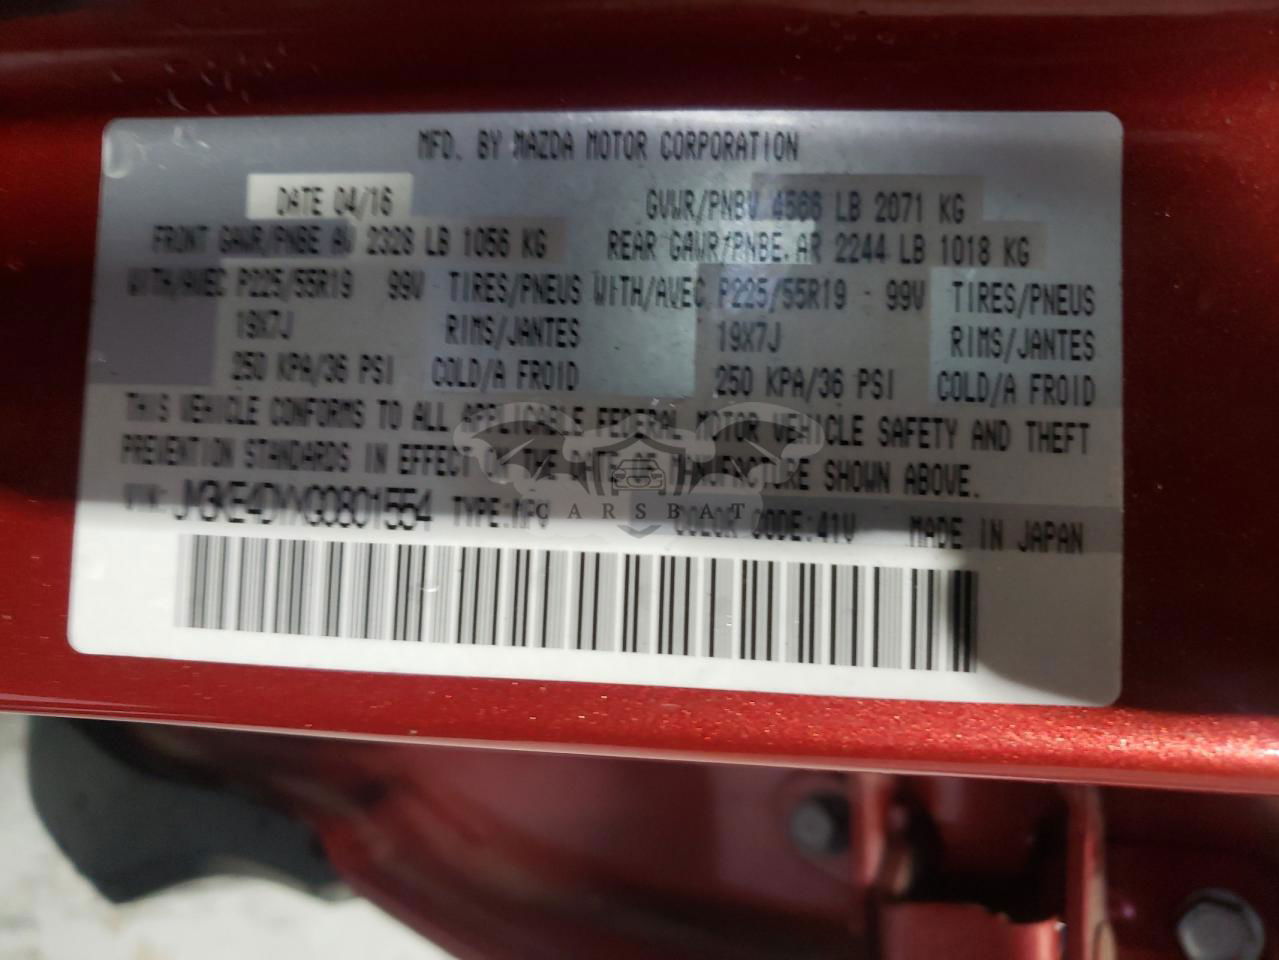 MFD. BY MAZDA MOTOR CORPORATION
DATE 04/16 GVWR/PNBV 4566 LB 2071 KG
FRONT GAWR/PNBE AV 2328 LB 1056 KG REAR GAWR/PNBE.AR 2244 LB 1018 KG
WITH/AVEC P225/55R19 99V TIRES/PNEUS WITH/AVEC P225/55R19 99V TIRES/PNEUS
19X7J RIMS/JANTES 19X7J RIMS/JANTES
250 KPA/36 PSI COLD/A FROID 250 KPA/36 PSI COLD/A FROID
THIS VEHICLE CONFORMS TO ALL APPLICABLE FEDERAL MOTOR VEHICLE SAFETY AND THEFT
PREVENTION STANDARDS IN EFFECT ON THE DATE OF MANUFACTURE SHOWN ABOVE.
VIN: JM3KE4DYXG0801554 TYPE:MPV COLOR CODE:41V MADE IN JAPAN
CARSBAT